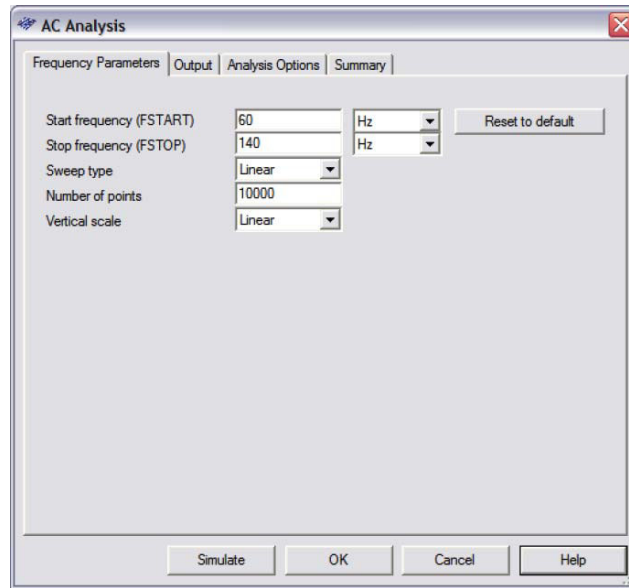 AC Analysis
Frequency Parameters Output Analysis Options Summary
Start frequency (FSTART) 60 Hz Reset to default
Stop frequency (FSTOP) 140 Hz
Sweep type Linear
Number of points 10000
Vertical scale Linear
Simulate OK Cancel Help